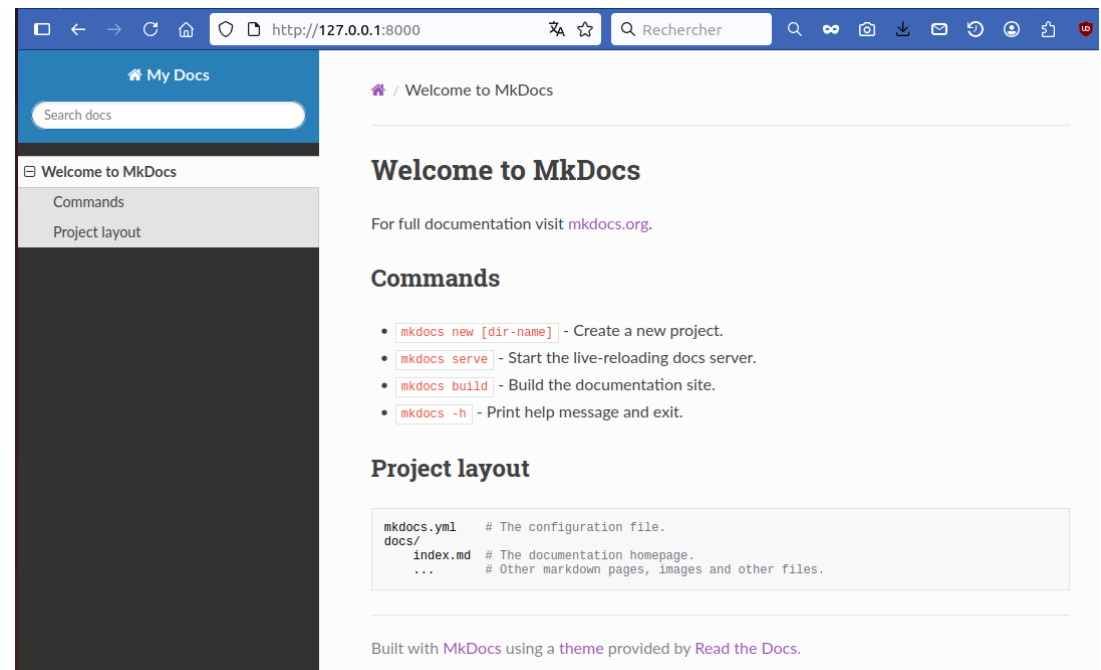 http://127.0.0.1:8000
Rechercher
My Docs
Search docs
Welcome to MkDocs
Commands
Project layout
/ Welcome to MkDocs
Welcome to MkDocs
For full documentation visit mkdocs.org.
Commands
mkdocs new [dir-name] - Create a new project.
mkdocs serve - Start the live-reloading docs server.
mkdocs build - Build the documentation site.
mkdocs -h - Print help message and exit.
Project layout
mkdocs.yml    # The configuration file.
docs/
    index.md  # The documentation homepage.
    ...       # Other markdown pages, images and other files.
Built with MkDocs using a theme provided by Read the Docs.